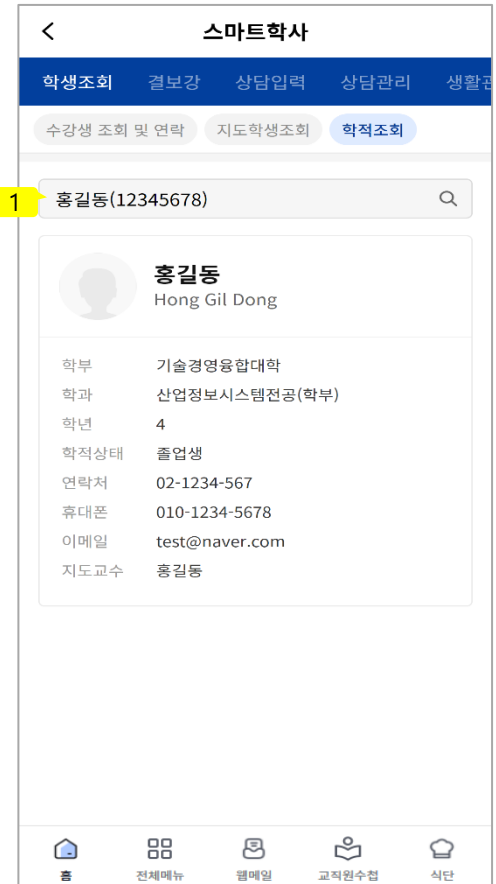 스마트학사
학생조회 결보강 상담입력 상담관리 생활관
수강생 조회 및 연락 지도학생조회 학적조회
1 홍길동(12345678)
홍길동
Hong Gil Dong
학부 기술경영융합대학
학과 산업정보시스템전공(학부)
학년 4
학적상태 졸업생
연락처 02-1234-567
휴대폰 010-1234-5678
이메일 test@naver.com
지도교수 홍길동
홈 전체메뉴 웹메일 교직원수첩 식단